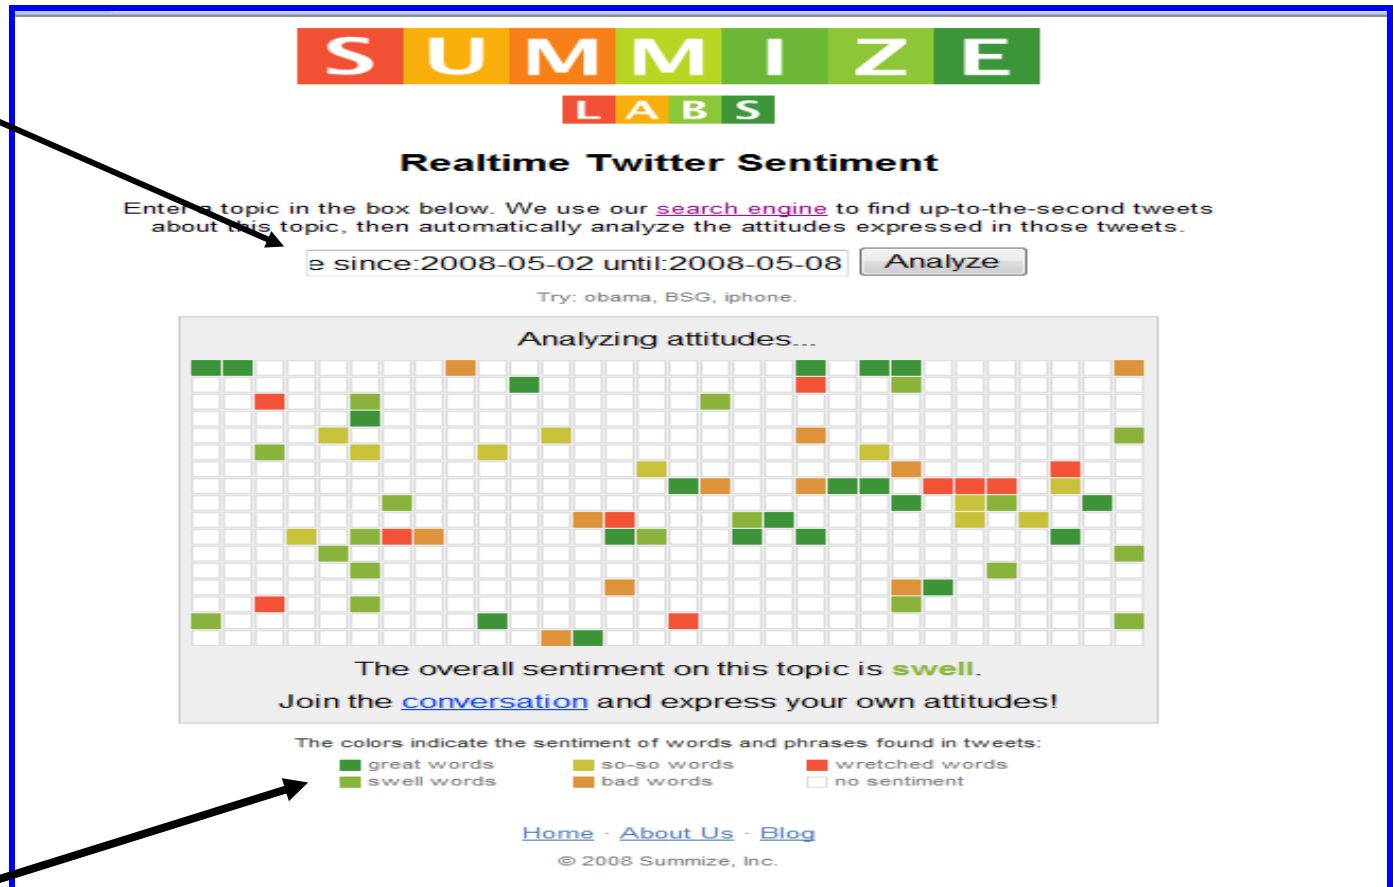 SUMMIZE
LABS
Realtime Twitter Sentiment
Enter a topic in the box below. We use our search engine to find up-to-the-second tweets
about this topic, then automatically analyze the attitudes expressed in those tweets.
e since:2008-05-02 until:2008-05-08 Analyze
Try: obama, BSG, iphone.
Analyzing attitudes...
The overall sentiment on this topic is swell.
Join the conversation and express your own attitudes!
The colors indicate the sentiment of words and phrases found in tweets:
great words so-so words wretched words
swell words bad words no sentiment
Home - About Us - Blog
© 2008 Summize, Inc.